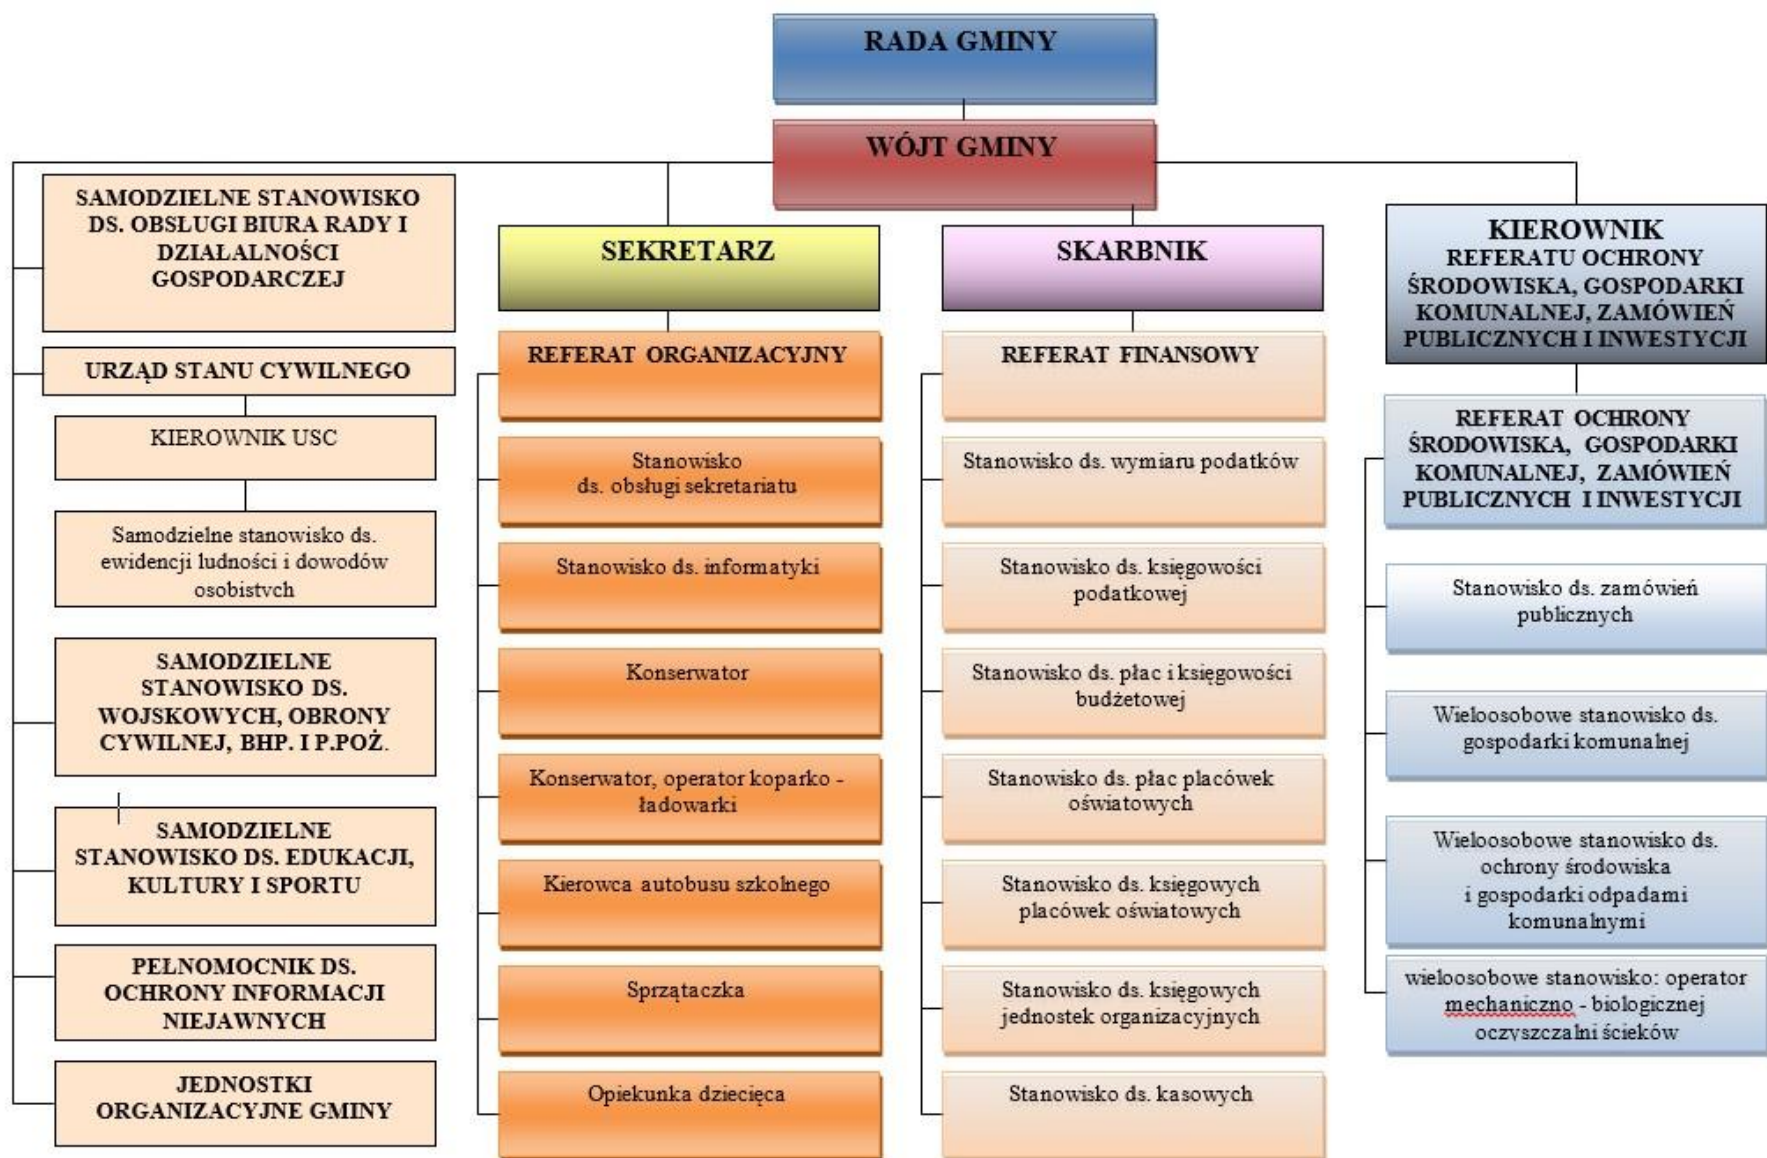 RADA GMINY
WÓJT GMINY
SAMODZIELNE STANOWISKO
DS. OBSŁUGI BIURA RADY I
DZIAŁALNOŚCI
GOSPODARCZEJ
URZĄD STANU CYWILNEGO
KIEROWNIK USC
Samodzielne stanowisko ds.
ewidencji ludności i dowodów
osobistych
SAMODZIELNE
STANOWISKO DS.
WOJSKOWYCH, OBRONY
CYWILNEJ, BHP. I P.POŻ.
SAMODZIELNE
STANOWISKO DS. EDUKACJI,
KULTURY I SPORTU
PEŁNOMOCNIK DS.
OCHRONY INFORMACJI
NIEJAWNYCH
JEDNOSTKI
ORGANIZACYJNE GMINY
SEKRETARZ
REFERAT ORGANIZACYJNY
Stanowisko
ds. obsługi sekretariatu
Stanowisko ds. informatyki
Konserwator
Konserwator, operator koparko -
ładowarki
Kierowca autobusu szkolnego
Sprzątaczka
Opiekunka dziecięca
SKARBNIK
REFERAT FINANSOWY
Stanowisko ds. wymiaru podatków
Stanowisko ds. księgowości
podatkowej
Stanowisko ds. płac i księgowości
budżetowej
Stanowisko ds. płac placówek
oświatowych
Stanowisko ds. księgowych
placówek oświatowych
Stanowisko ds. księgowych
jednostek organizacyjnych
Stanowisko ds. kasowych
KIEROWNIK
REFERATU OCHRONY
ŚRODOWISKA, GOSPODARKI
KOMUNALNEJ, ZAMÓWIEŃ
PUBLICZNYCH I INWESTYCJI
REFERAT OCHRONY
ŚRODOWISKA, GOSPODARKI
KOMUNALNEJ, ZAMÓWIEŃ
PUBLICZNYCH I INWESTYCJI
Stanowisko ds. zamówień
publicznych
Wieloosobowe stanowisko ds.
gospodarki komunalnej
Wieloosobowe stanowisko ds.
ochrony środowiska
i gospodarki odpadami
komunalnymi
wieloosobowe stanowisko: operator
mechaniczno - biologicznej
oczyszczalni ścieków